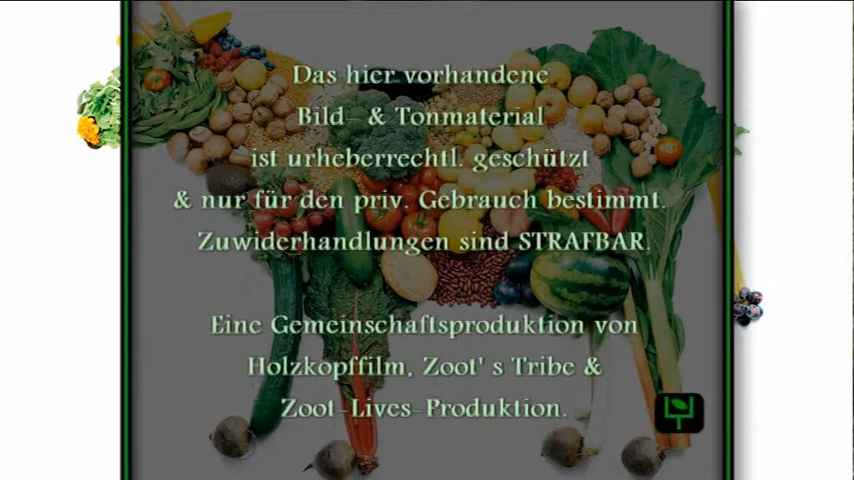 Das hier vorhandene
Bild- & Tonmaterial
ist urheberrechtl. geschützt
& nur für den priv. Gebrauch bestimmt.
Zuwiderhandlungen sind STRAFBAR.
Eine Gemeinschaftsproduktion von
Holzkopffilm, Zoot' s Tribe &
Zoot-Lives-Produktion.